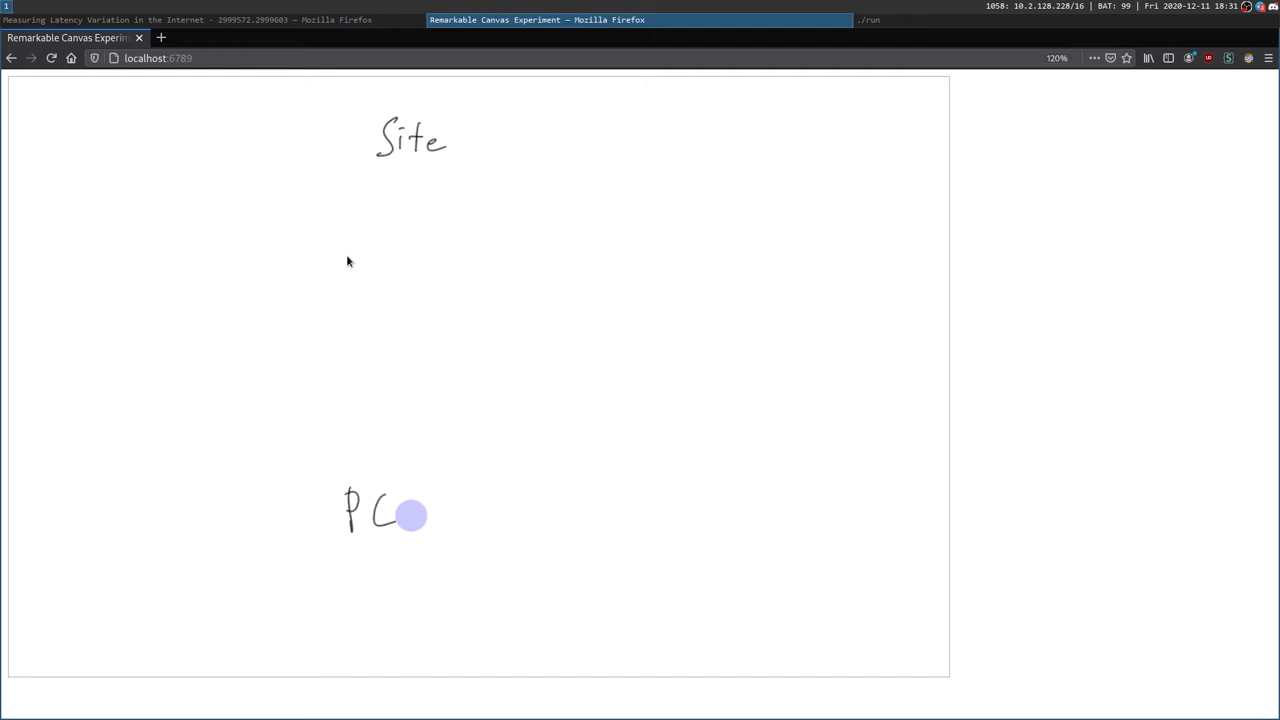 1
1058: 10.2.128.228/16 | BAT: 99 | Fri 2020-12-11 18:31
Measuring Latency Variation in the Internet - 2999572.2999603 — Mozilla Firefox
Remarkable Canvas Experiment — Mozilla Firefox
./run
Remarkable Canvas Experim
localhost:6789
120%
Site
PC